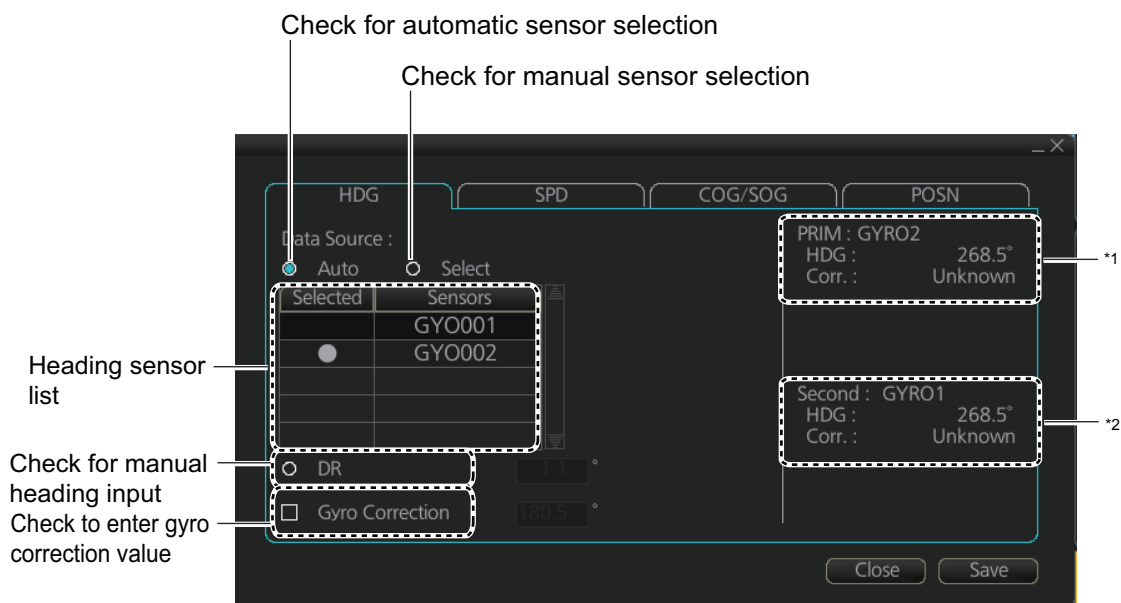 Check for automatic sensor selection
Check for manual sensor selection
HDG
SPD
COG/SOG
POSN
Data Source :
Auto
Select
Selected
Sensors
GYO001
GYO002
Heading sensor
list
DR
1.1 °
Check for manual
heading input
Gyro Correction
180.5 °
Check to enter gyro
correction value
PRIM : GYRO2
HDG : 268.5°
Corr. : Unknown
*1
Second : GYRO1
HDG : 268.5°
Corr. : Unknown
*2
Close
Save